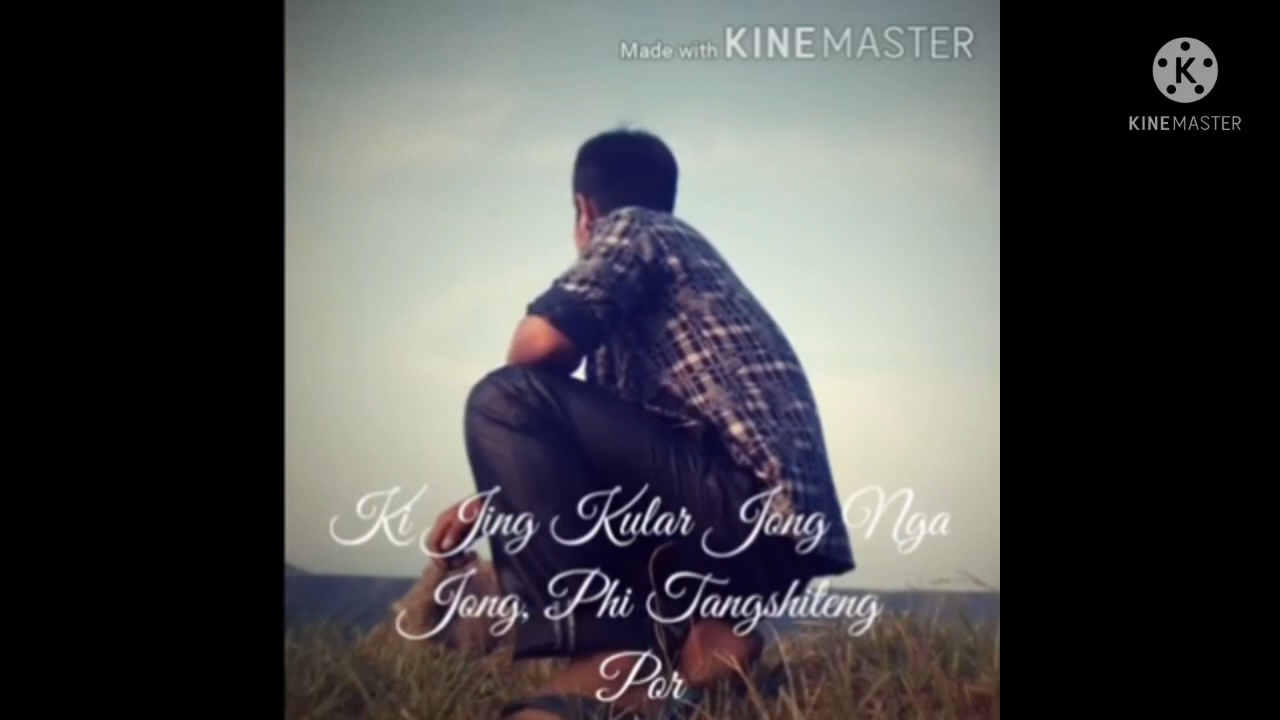 Made with KINEMASTER
K
KINEMASTER
Ki Jing Kular Jong Nga
Jong, Phi Tangshiteng
Por